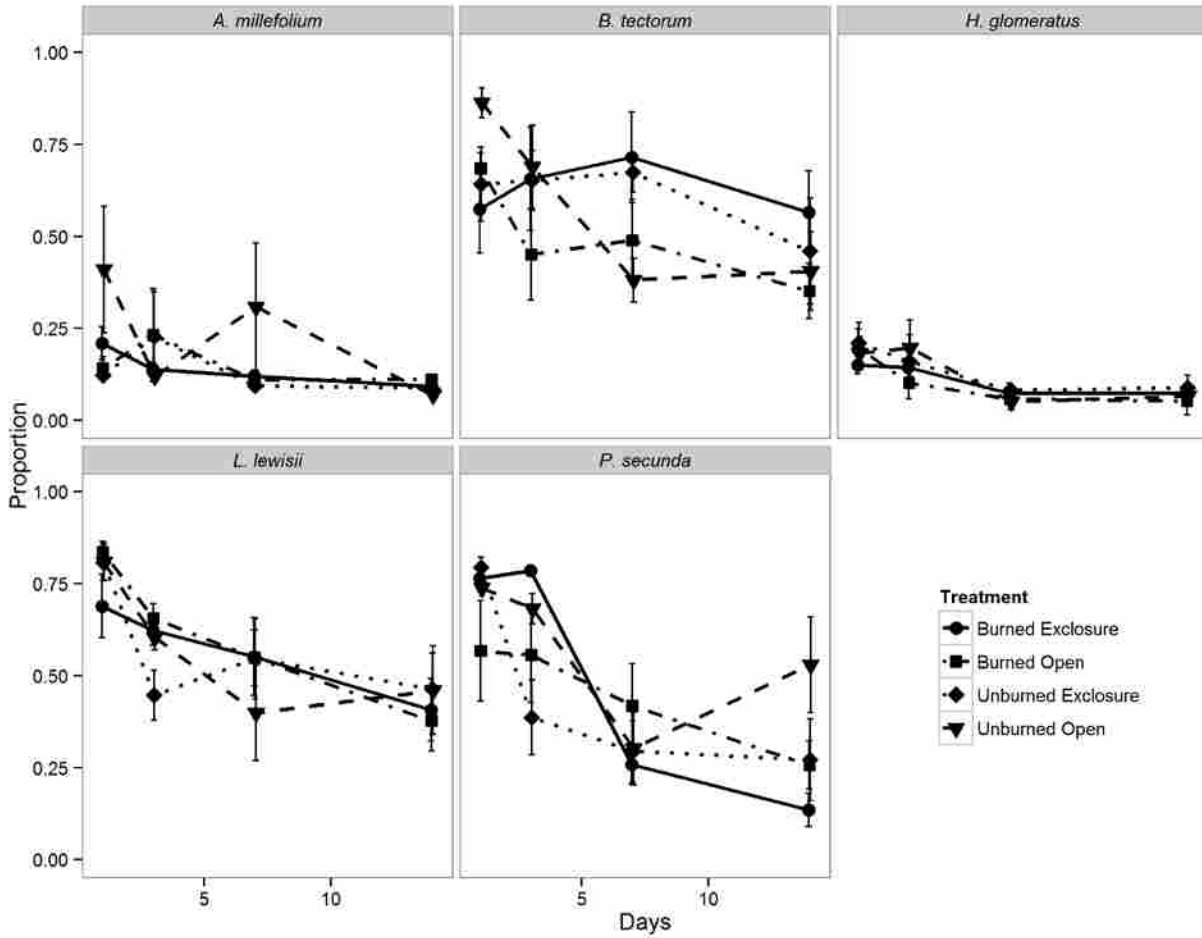 A. millefolium
B. tectorum
H. glomeratus
1.00
0.75
0.50
0.25
0.00
Proportion
L. lewisii
P. secunda
1.00
0.75
0.50
0.25
0.00
5
10
5
10
Days
Treatment
Burned Exclosure
Burned Open
Unburned Exclosure
Unburned Open